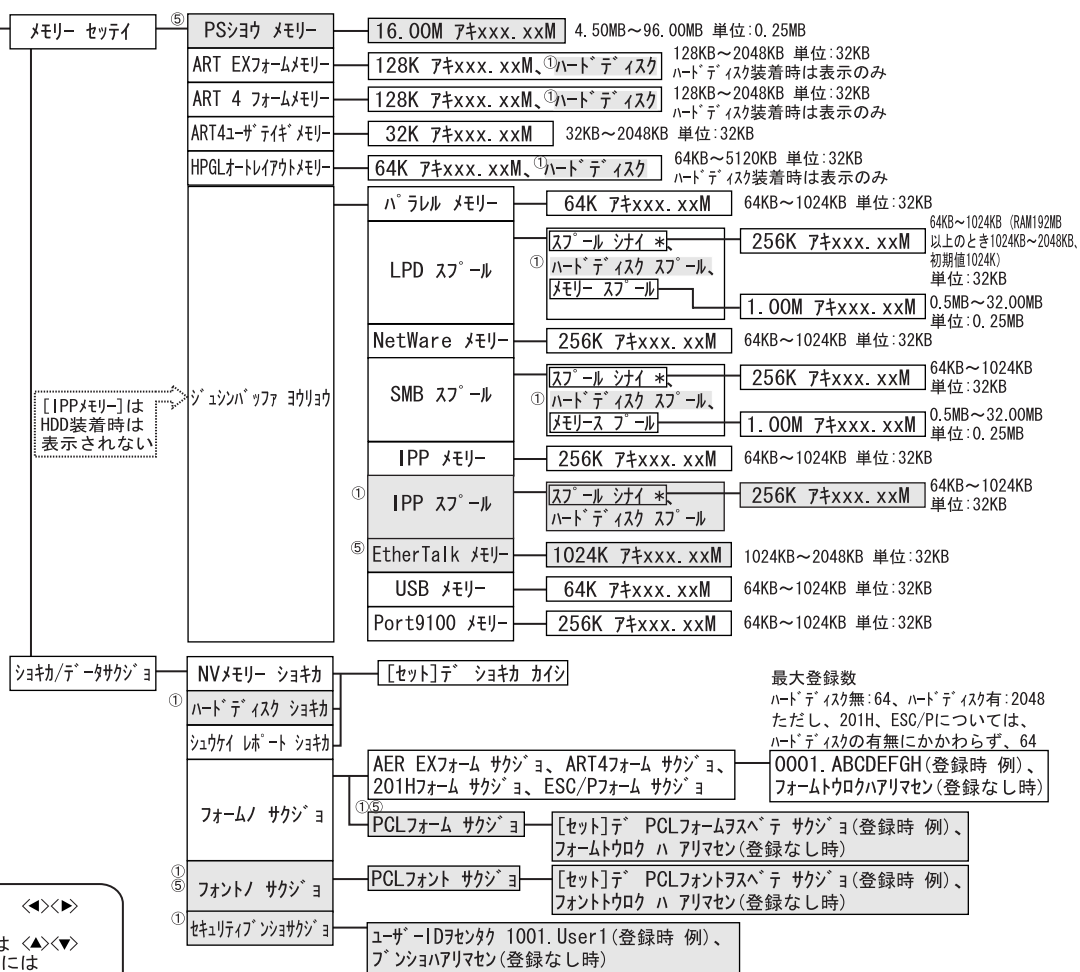 メモリー セッテイ
⑤
PSショウ メモリー
16.00M アキxxx.xxM
4.50MB～96.00MB 単位:0.25MB
ART EXフォームメモリー
128K アキxxx.xxM、①ハードディスク
128KB～2048KB 単位:32KB
ハードディスク装着時は表示のみ
ART 4 フォームメモリー
128K アキxxx.xxM、①ハードディスク
128KB～2048KB 単位:32KB
ハードディスク装着時は表示のみ
ART4ユーザテイギメモリー
32K アキxxx.xxM
32KB～2048KB 単位:32KB
HPGLオートレイアウトメモリー
64K アキxxx.xxM、①ハードディスク
64KB～5120KB 単位:32KB
ハードディスク装着時は表示のみ
[IPPメモリー]は
HDD装着時は
表示されない
ジュシンバッファ ヨウリョウ
パラレル メモリー
64K アキxxx.xxM
64KB～1024KB 単位:32KB
LPD スプール
①
スプール シナイ *、
ハードディスク スプール、
メモリー スプール
256K アキxxx.xxM
64KB～1024KB (RAM192MB
以上のとき1024KB～2048KB、
初期値1024K)
単位:32KB
1.00M アキxxx.xxM
0.5MB～32.00MB
単位:0.25MB
NetWare メモリー
256K アキxxx.xxM
64KB～1024KB 単位:32KB
SMB スプール
①
スプール シナイ *、
ハードディスク スプール、
メモリース プール
256K アキxxx.xxM
64KB～1024KB
単位:32KB
1.00M アキxxx.xxM
0.5MB～32.00MB
単位:0.25MB
IPP メモリー
256K アキxxx.xxM
64KB～1024KB 単位:32KB
①
IPP スプール
スプール シナイ *、
ハードディスク スプール
256K アキxxx.xxM
64KB～1024KB
単位:32KB
⑤
EtherTalk メモリー
1024K アキxxx.xxM
1024KB～2048KB 単位:32KB
USB メモリー
64K アキxxx.xxM
64KB～1024KB 単位:32KB
Port9100 メモリー
256K アキxxx.xxM
64KB～1024KB 単位:32KB
ショキカ/データサクジョ
NVメモリー ショキカ
[セット]デ ショキカ カイシ
①
ハードディスク ショキカ
シュウケイ レポート ショキカ
最大登録数
ハードディスク無:64、ハードディスク有:2048
ただし、201H、ESC/Pについては、
ハードディスクの有無にかかわらず、64
フォームノ サクジョ
AER EXフォーム サクジョ、ART4フォーム サクジョ、
201Hフォーム サクジョ、ESC/Pフォーム サクジョ
0001.ABCDEFGH(登録時 例)、
フォームトウロクハアリマセン(登録なし時)
①⑤
PCLフォーム サクジョ
[セット]デ PCLフォームヲスベテ サクジョ(登録時 例)、
フォームトウロク ハ アリマセン(登録なし時)
①
⑤
フォントノ サクジョ
PCLフォント サクジョ
[セット]デ PCLフォントヲスベテ サクジョ(登録時 例)、
フォントトウロク ハ アリマセン(登録なし時)
①
セキュリティブンショサクジョ
ユーザーIDヲセンタク 1001.User1(登録時 例)、
ブンショハアリマセン(登録なし時)
〈◀〉〈▶〉
は 〈▲〉〈▼〉
には